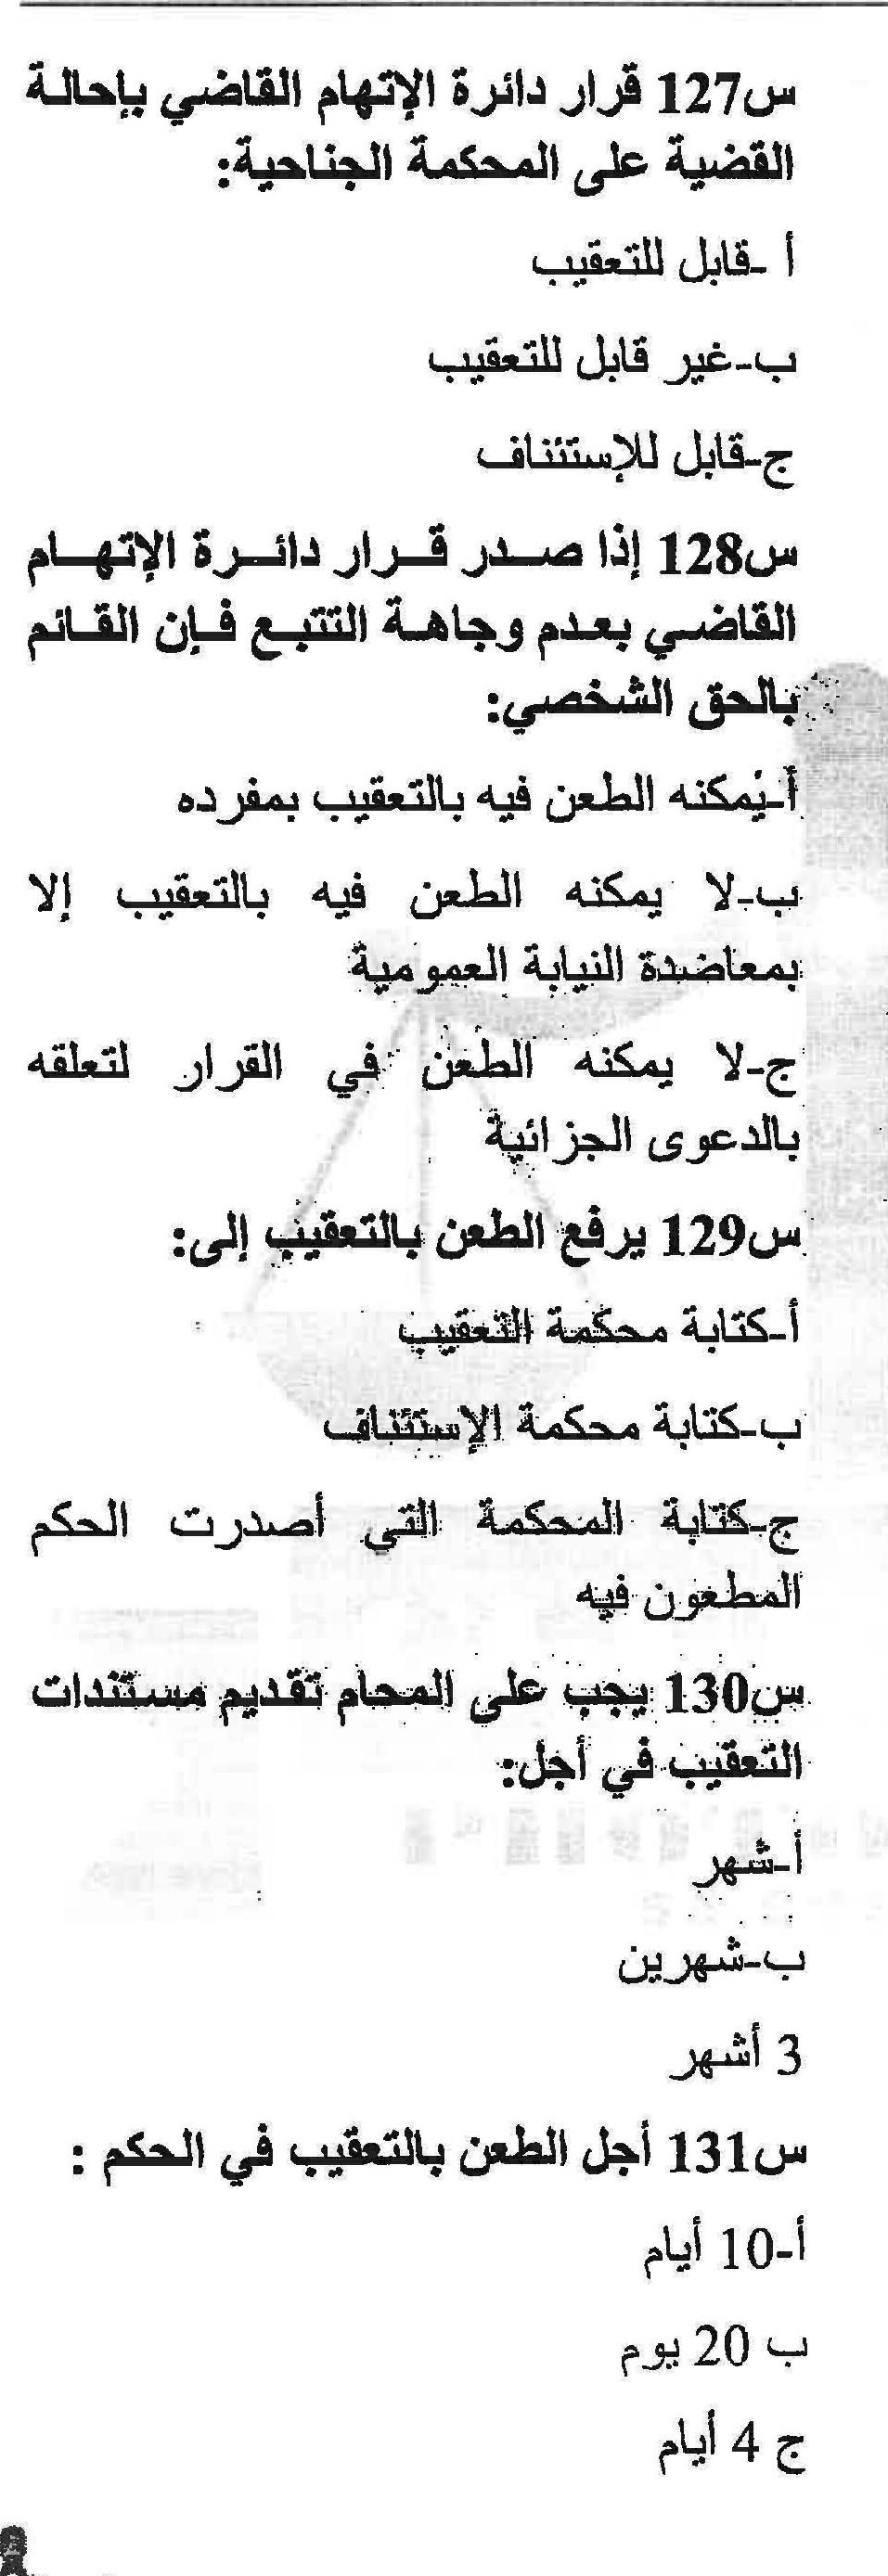 س127 قرار دائرة الإتهام القاضي بإحالة
القضية على المحكمة الجناحية:
أ -قابل للتعقيب
ب-غير قابل للتعقيب
ج-قابل للإستئناف
س128 إذا صدر قرار دائرة الإتهام
القاضي بعدم وجاهة التتبع فإن القائم
بالحق الشخصي:
أ-يُمكنه الطعن فيه بالتعقيب بمفرده
ب-لا يمكنه الطعن فيه بالتعقيب إلا
بمعاضدة النيابة العمومية
ج-لا يمكنه الطعن في القرار لتعلقه
بالدعوى الجزائية
س129 يرفع الطعن بالتعقيب إلى:
أ-كتابة محكمة التعقيب
ب-كتابة محكمة الإستئناف
ج-كتابة المحكمة التي أصدرت الحكم
المطعون فيه
س130 يجب على المحام تقديم مستندات
التعقيب في أجل:
أ-شهر
ب-شهرين
3 أشهر
س131 أجل الطعن بالتعقيب في الحكم :
أ-10 أيام
ب 20 يوم
ج 4 أيام